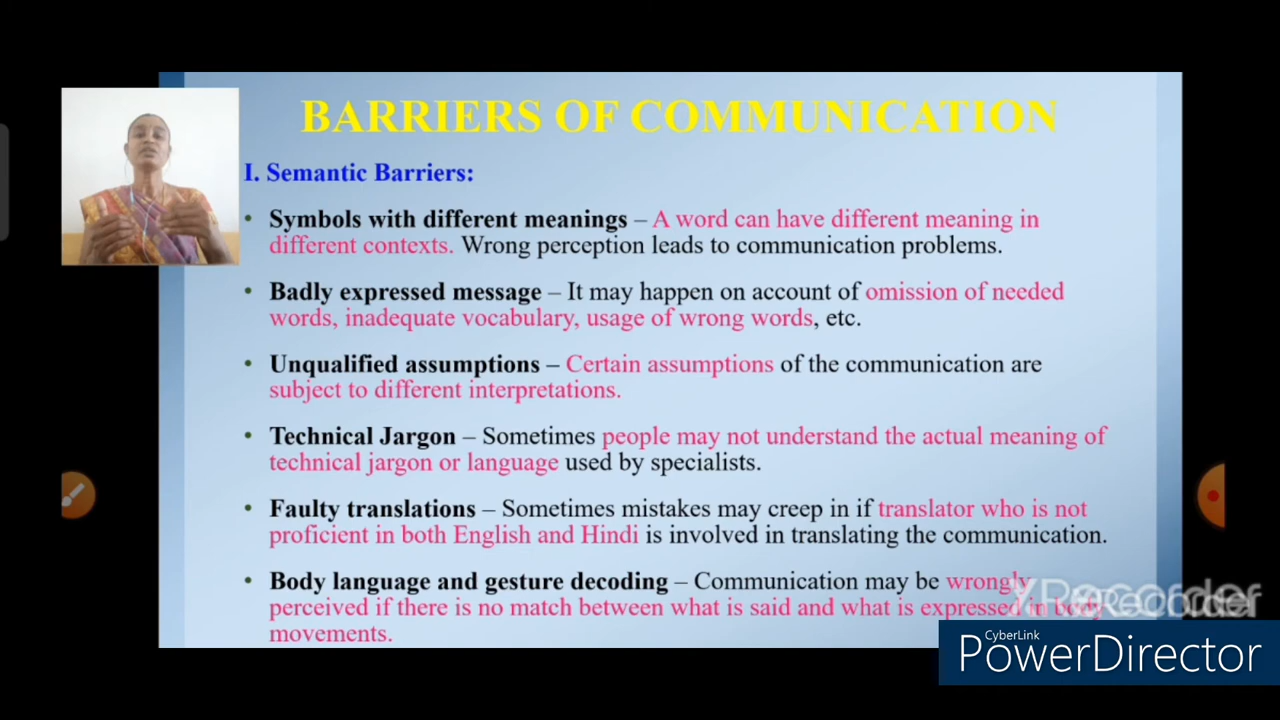 BARRIERS OF COMMUNICATION
I. Semantic Barriers:
• Symbols with different meanings – A word can have different meaning in
different contexts. Wrong perception leads to communication problems.
• Badly expressed message – It may happen on account of omission of needed
words, inadequate vocabulary, usage of wrong words, etc.
• Unqualified assumptions – Certain assumptions of the communication are
subject to different interpretations.
• Technical Jargon – Sometimes people may not understand the actual meaning of
technical jargon or language used by specialists.
• Faulty translations – Sometimes mistakes may creep in if translator who is not
proficient in both English and Hindi is involved in translating the communication.
• Body language and gesture decoding – Communication may be wrongly
perceived if there is no match between what is said and what is expressed in body
movements.
XRecorder
CyberLink
PowerDirector